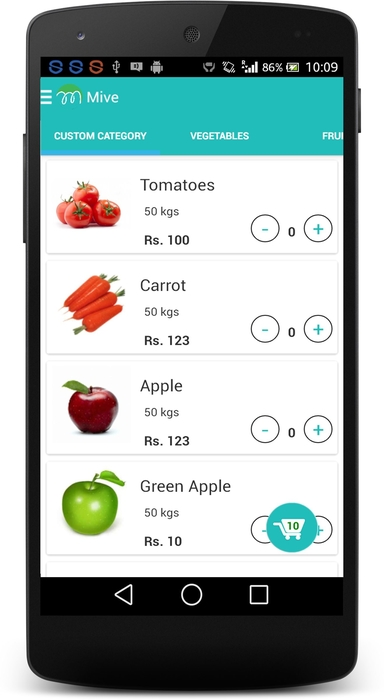 86% 10:09
Mive
CUSTOM CATEGORY VEGETABLES FRUI
Tomatoes
50 kgs
Rs. 100
- 0 +
Carrot
50 kgs
Rs. 123
- 0 +
Apple
50 kgs
Rs. 123
- 0 +
Green Apple
50 kgs
Rs. 10
- 10 +